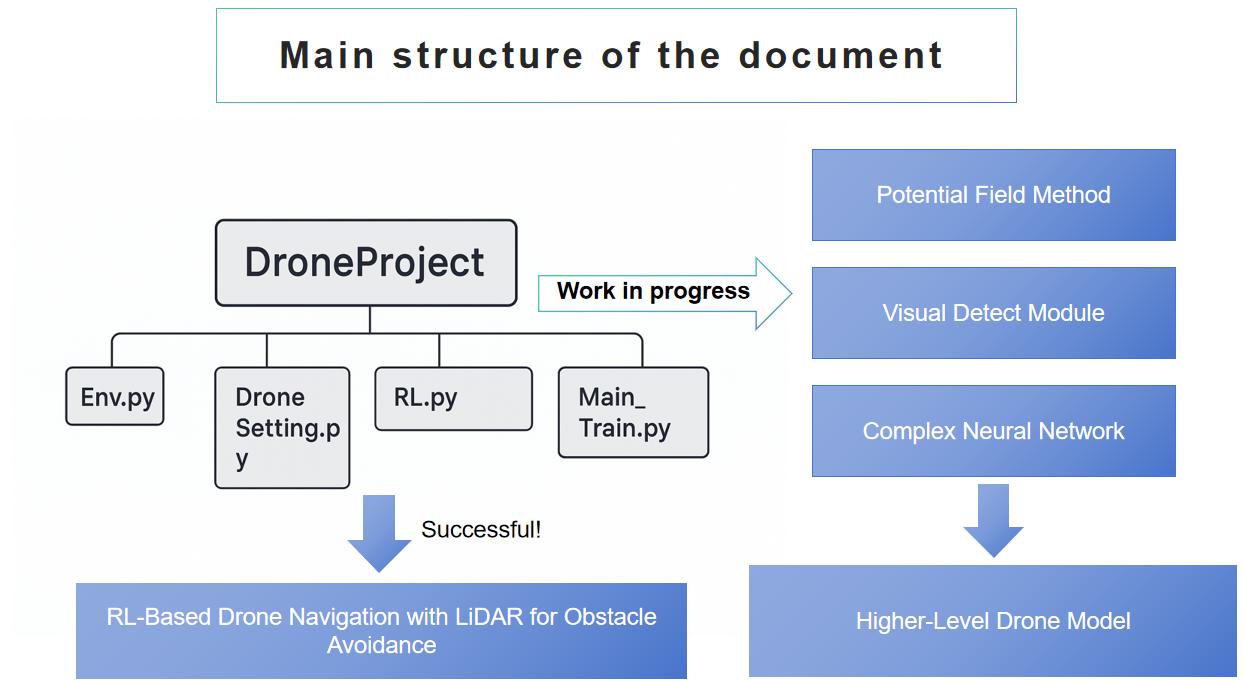 Main structure of the document
DroneProject
Env.py
Drone
Setting.p
y
RL.py
Main_
Train.py
Work in progress
Potential Field Method
Visual Detect Module
Complex Neural Network
Successful!
RL-Based Drone Navigation with LiDAR for Obstacle
Avoidance
Higher-Level Drone Model